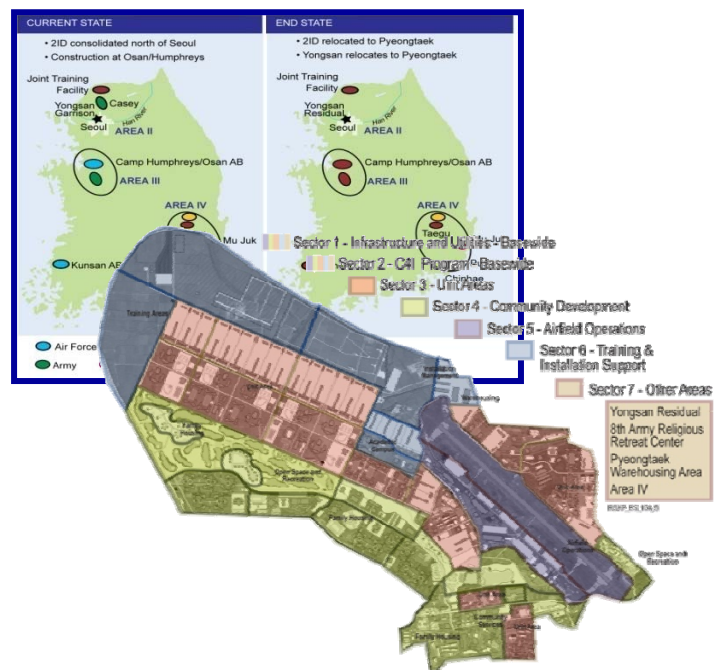 CURRENT STATE
• 2ID consolidated north of Seoul
• Construction at Osan/Humphreys
Joint Training
Facility
Yongsan
Garrison
Casey
Han River
Seoul
AREA II
Camp Humphreys/Osan AB
AREA III
AREA IV
Mu Juk
Kunsan AB
Air Force
Army
END STATE
• 2ID relocated to Pyeongtaek
• Yongsan relocates to Pyeongtaek
Joint Training
Facility
Yongsan
Residual
Han River
Seoul
AREA II
Camp Humphreys/Osan AB
AREA III
AREA IV
Taegu
Chinhae
Sector 1 - Infrastructure and Utilities - Basewide
Sector 2 - C4I Program - Basewide
Sector 3 - Unit Areas
Sector 4 - Community Development
Sector 5 - Airfield Operations
Sector 6 - Training &
Installation Support
Sector 7 - Other Areas
Yongsan Residual
8th Army Religious
Retreat Center
Pyeongtaek
Warehousing Area
Area IV
Training Areas
Warehousing
Open Space and
Recreation
Family Housing
Open Space and
Recreation
Family Housing